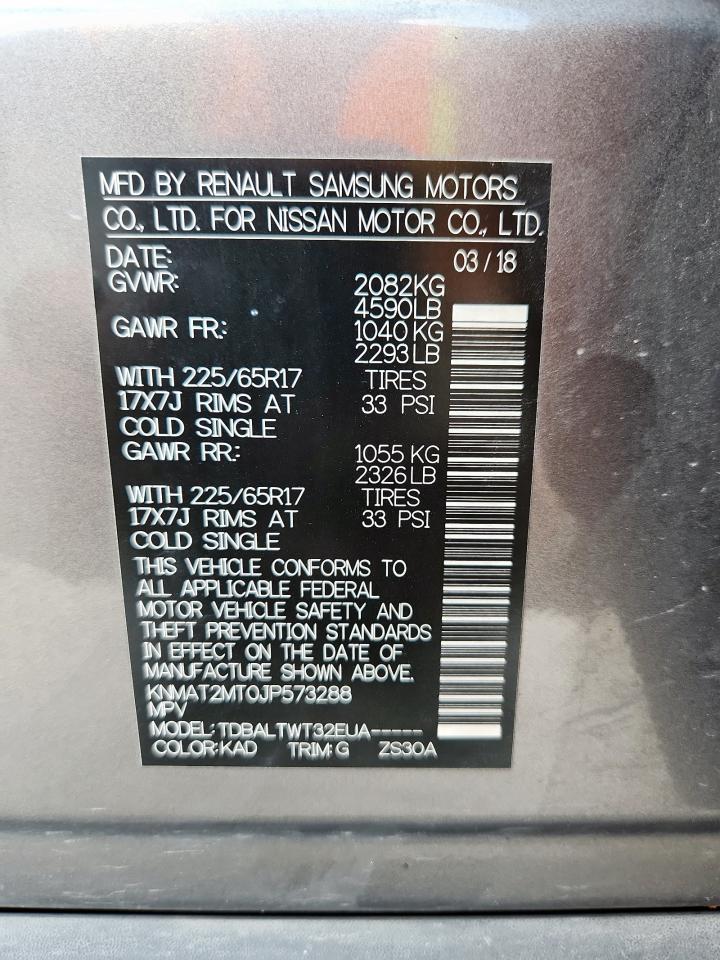 MFD BY RENAULT SAMSUNG MOTORS
CO., LTD. FOR NISSAN MOTOR CO., LTD.
DATE: 03/18
GVWR: 2082KG
4590LB
GAWR FR.: 1040 KG
2293LB
WITH 225/65R17 TIRES
17X7J RIMS AT 33 PSI
COLD SINGLE
GAWR RR.: 1055 KG
2326LB
WITH 225/65R17 TIRES
17X7J RIMS AT 33 PSI
COLD SINGLE
THIS VEHICLE CONFORMS TO
ALL APPLICABLE FEDERAL
MOTOR VEHICLE SAFETY AND
THEFT PREVENTION STANDARDS
IN EFFECT ON THE DATE OF
MANUFACTURE SHOWN ABOVE.
KNMAT2MT0JP573288
MPV
MODEL:TDBALTWT32EUA-----
COLOR:KAD TRIM:G ZS30A